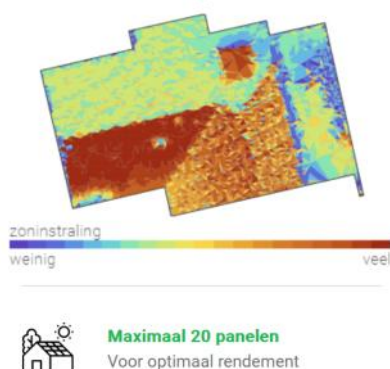 zoninstraling
weinig veel
Maximaal 20 panelen
Voor optimaal rendement